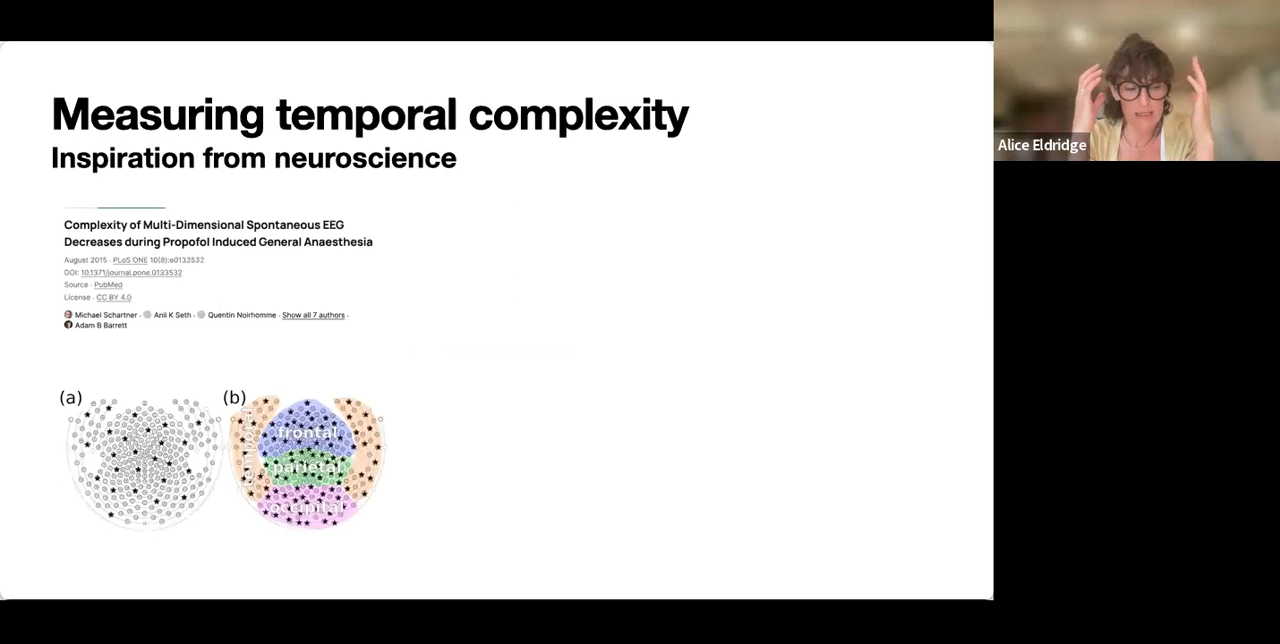 Measuring temporal complexity
Inspiration from neuroscience
Complexity of Multi-Dimensional Spontaneous EEG
Decreases during Propofol Induced General Anaesthesia
August 2015 · PLoS ONE 10(8):e0133532
DOI: 10.1371/journal.pone.0133532
Source · PubMed
License · CC BY 4.0
Michael Schartner · Anil K Seth · Quentin Noirhomme · Show all 7 authors ·
Adam B Barrett
(a)
(b)
temporal
frontal
parietal
occipital
Alice Eldridge